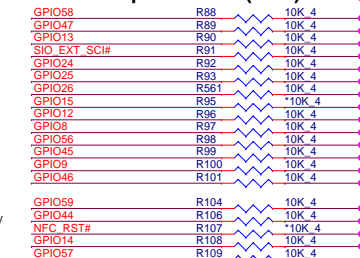 GPIO58 R88 10K_4
GPIO47 R89 10K_4
GPIO13 R90 10K_4
SIO_EXT_SCI# R91 10K_4
GPIO24 R92 10K_4
GPIO25 R93 10K_4
GPIO26 R561 10K_4
GPIO15 R95 *10K_4
GPIO12 R96 10K_4
GPIO8 R97 10K_4
GPIO56 R98 10K_4
GPIO45 R99 10K_4
GPIO9 R100 10K_4
GPIO46 R101 10K_4
GPIO59 R104 10K_4
GPIO44 R106 10K_4
NFC_RST# R107 *10K_4
GPIO14 R108 10K_4
GPIO57 R109 10K_4